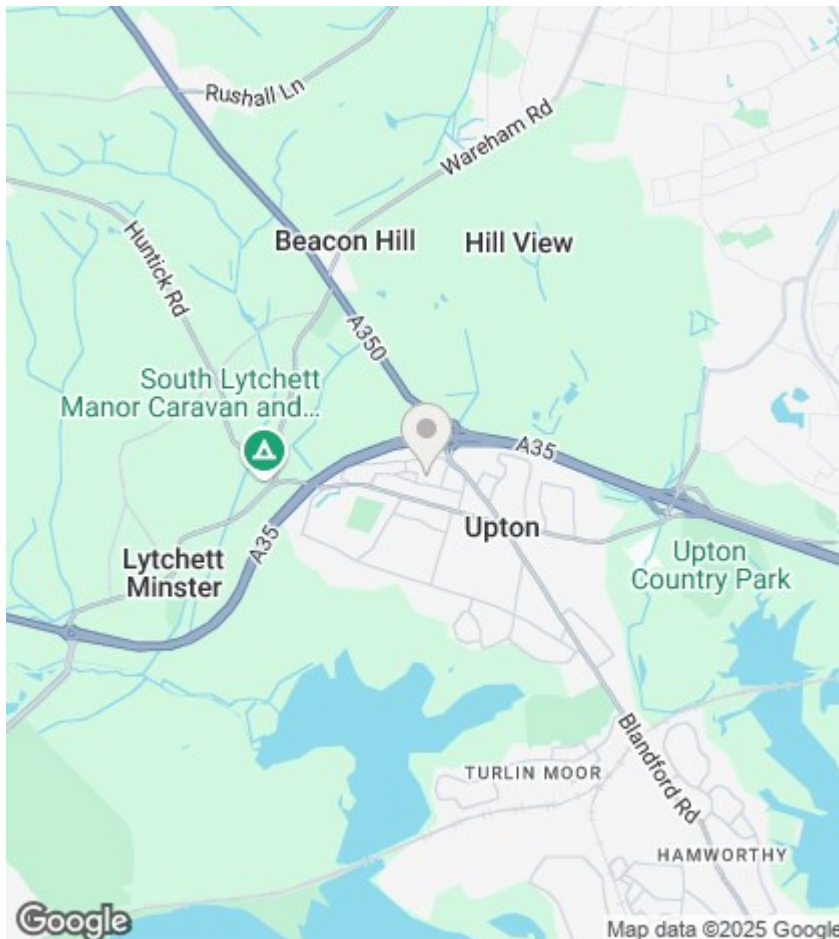 Rushall Ln
Wareham Rd
Huntick Rd
Beacon Hill
Hill View
A350
South Lytchett
Manor Caravan and...
A35
A35
Upton
Lytchett
Minster
Upton
Country Park
TURLIN MOOR
Blandford Rd
HAMWORTHY
Google
Map data ©2025 Google